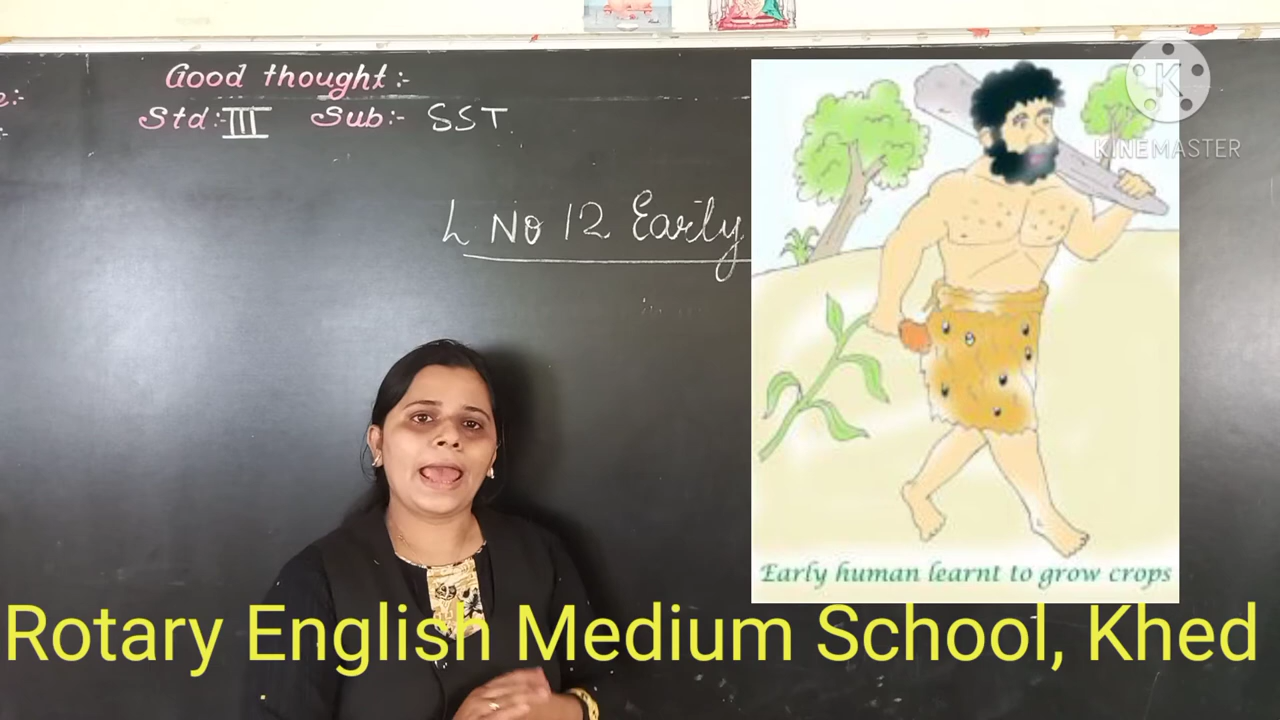 Good thought:-
e:-
Std:- III Sub:- SST.
L No 12 Early
K
KINEMASTER
Early human learnt to grow crops
Rotary English Medium School, Khed